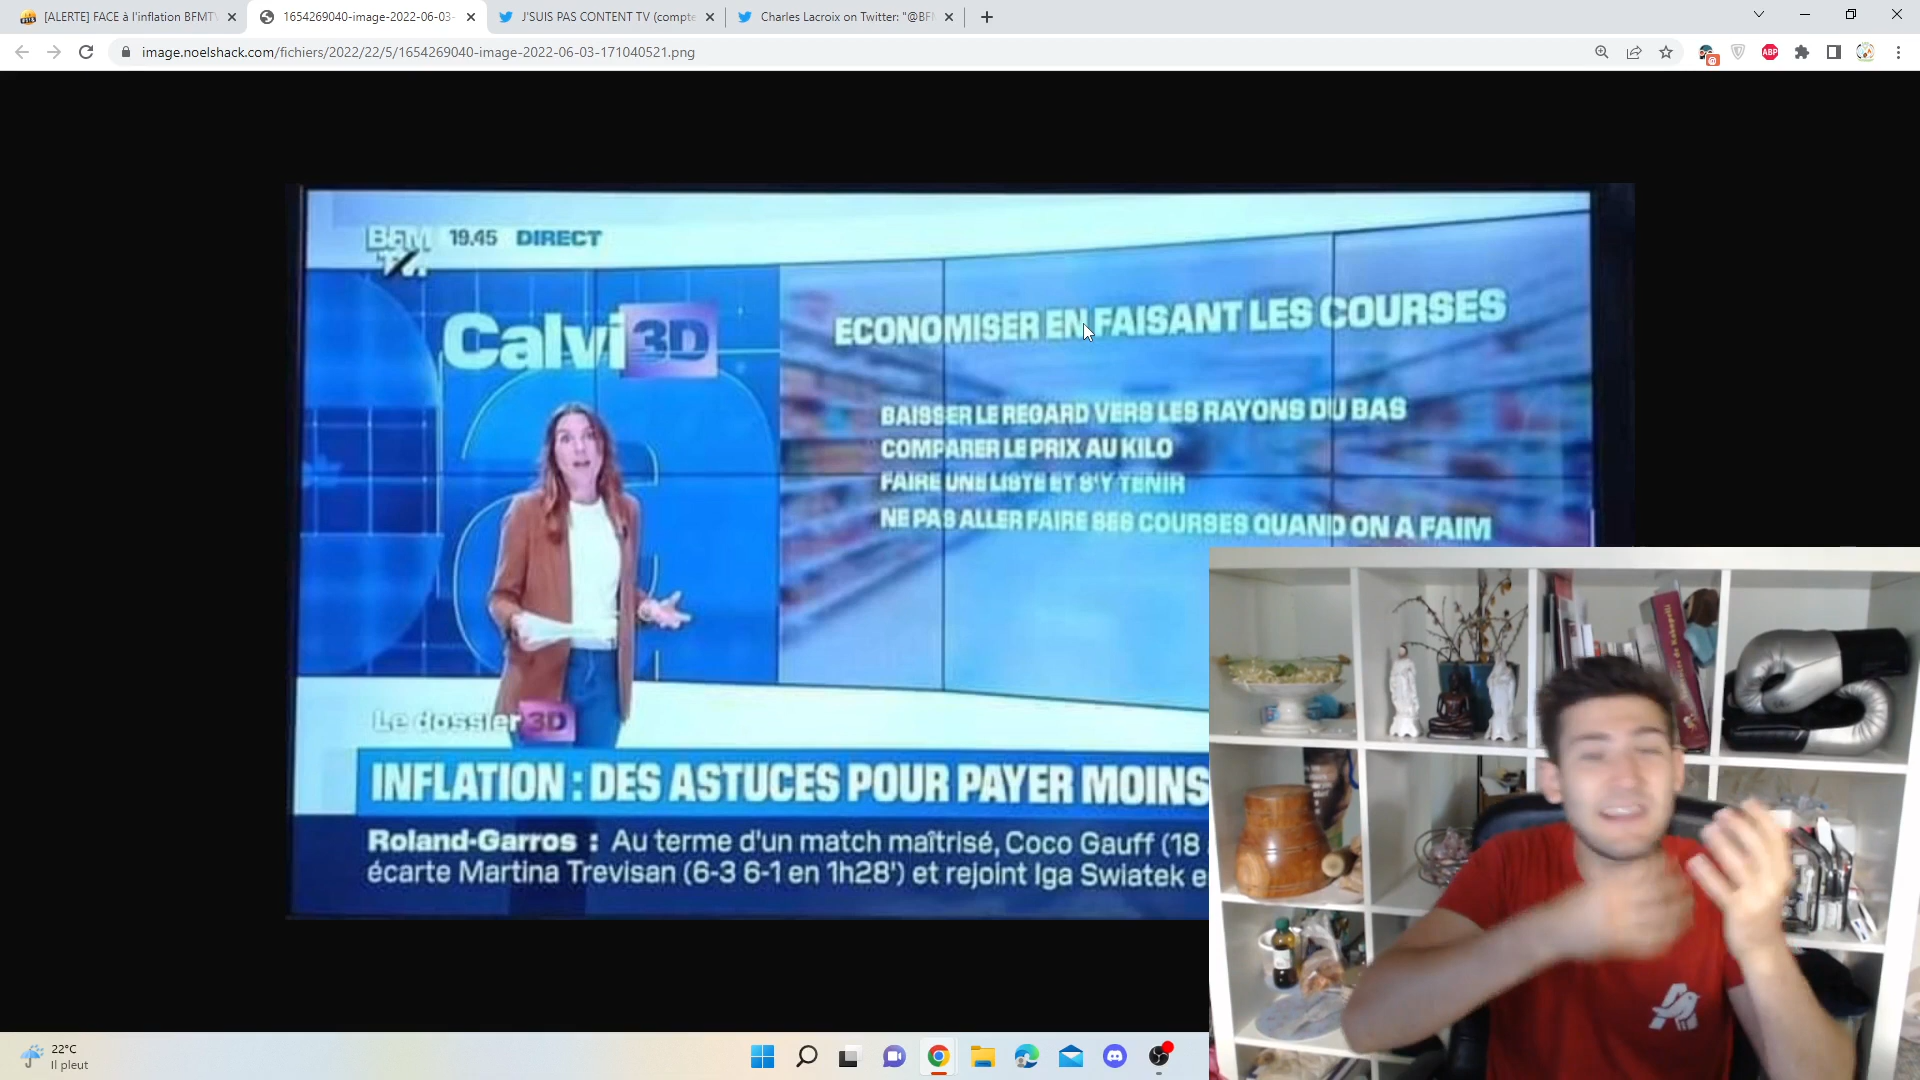 [ALERTE] FACE à l'inflation BFMTV
1654269040-image-2022-06-03-
J'SUIS PAS CONTENT TV (compte
Charles Lacroix on Twitter: "@BFM
image.noelshack.com/fichiers/2022/22/5/1654269040-image-2022-06-03-171040521.png
ABP
BFM
TV.
19.45 DIRECT
Calvi 3D
ECONOMISER EN FAISANT LES COURSES
BAISSER LE REGARD VERS LES RAYONS DU BAS
COMPARER LE PRIX AU KILO
FAIRE UNE LISTE ET S'Y TENIR
NE PAS ALLER FAIRE SES COURSES QUAND ON A FAIM
Le dossier 3D
INFLATION : DES ASTUCES POUR PAYER MOINS
Roland-Garros : Au terme d'un match maîtrisé, Coco Gauff (18
écarte Martina Trevisan (6-3 6-1 en 1h28') et rejoint Iga Swiatek e
22°C
Il pleut